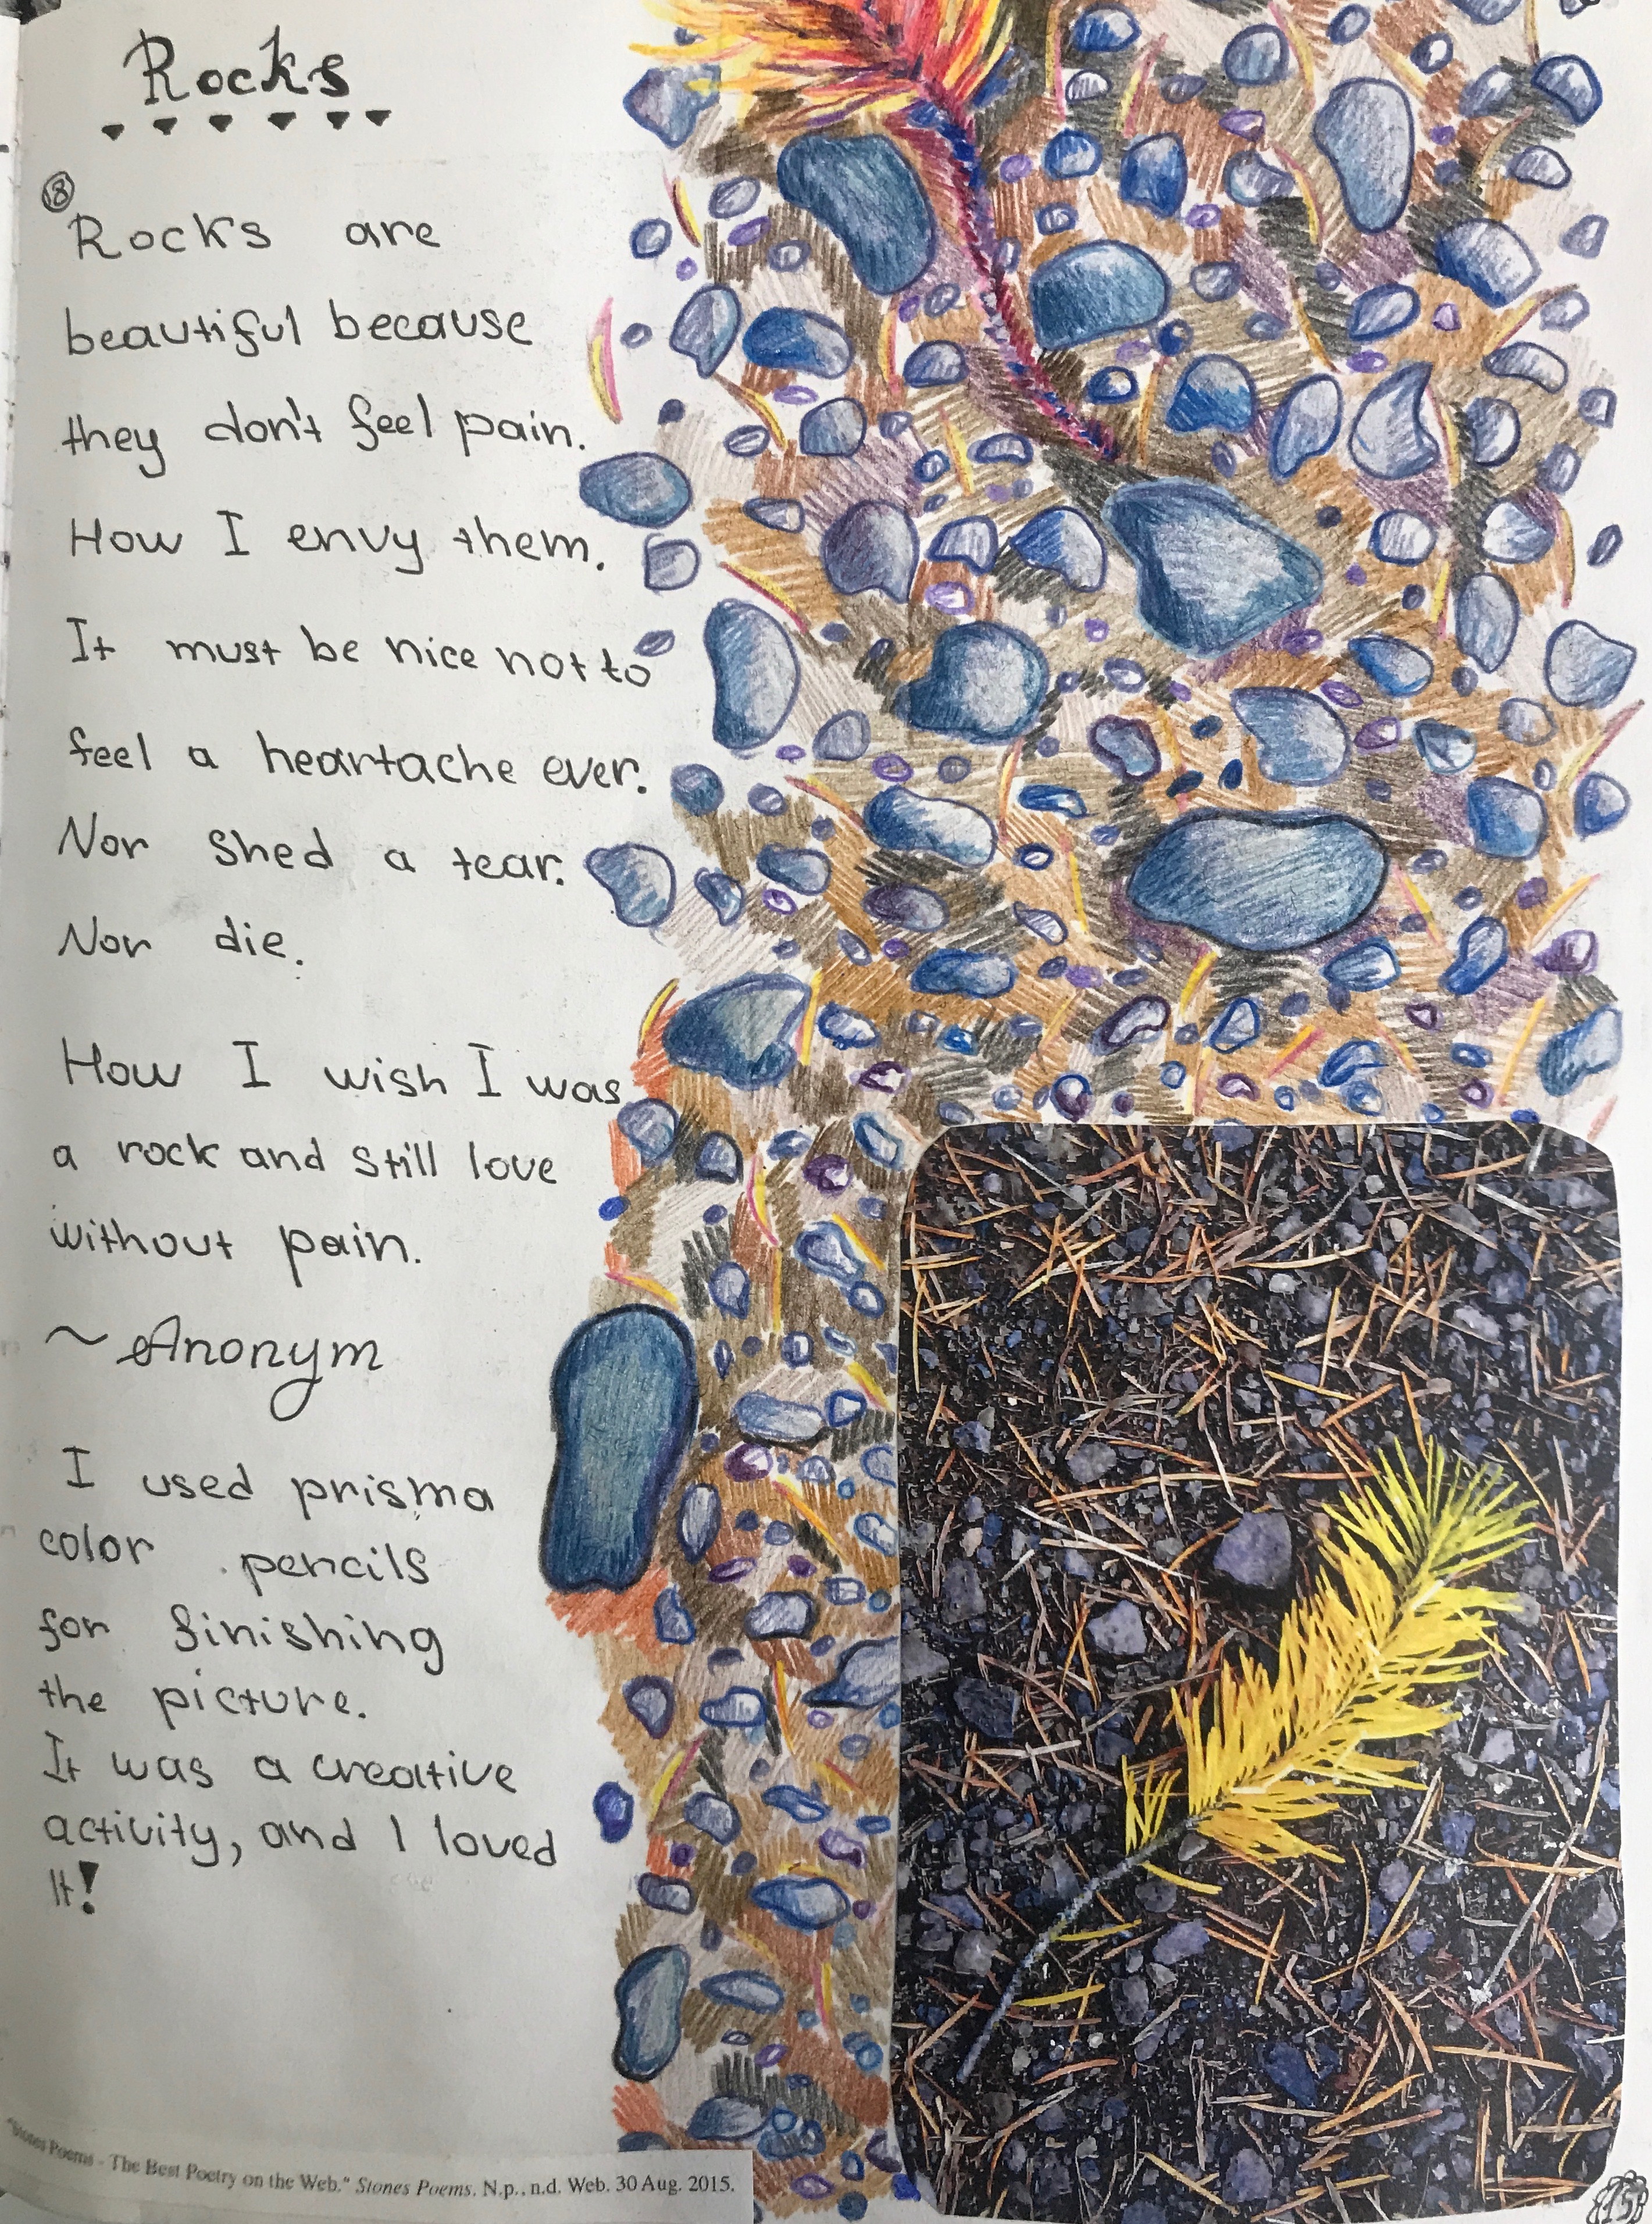 Rocks
18
Rocks are
beautiful because
they don't feel pain.
How I envy them.
It must be nice not to
feel a heartache ever.
Nor shed a tear.
Nor die.
How I wish I was
a rock and still love
without pain.
~ Anonym
I used prisma
color pencils
for finishing
the picture.
It was a creative
activity, and I loved
It!
"Stones Poems - The Best Poetry on the Web." Stones Poems. N.p., n.d. Web. 30 Aug. 2015.
15